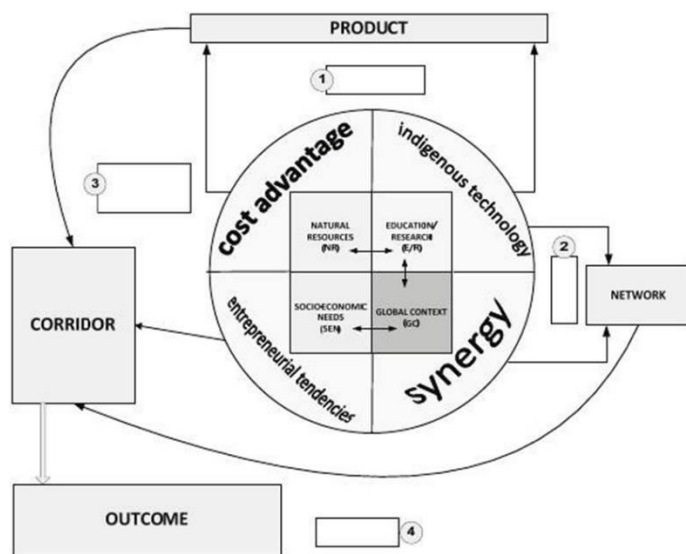 PRODUCT
1
cost advantage
indigenous technology
3
NATURAL
RESOURCES
(NR)
EDUCATION/
RESEARCH
(E/R)
2
CORRIDOR
SOCIOECONOMIC
NEEDS
(SEN)
GLOBAL CONTEXT
(GC)
NETWORK
entrepreneurial tendencies
synergy
OUTCOME
4